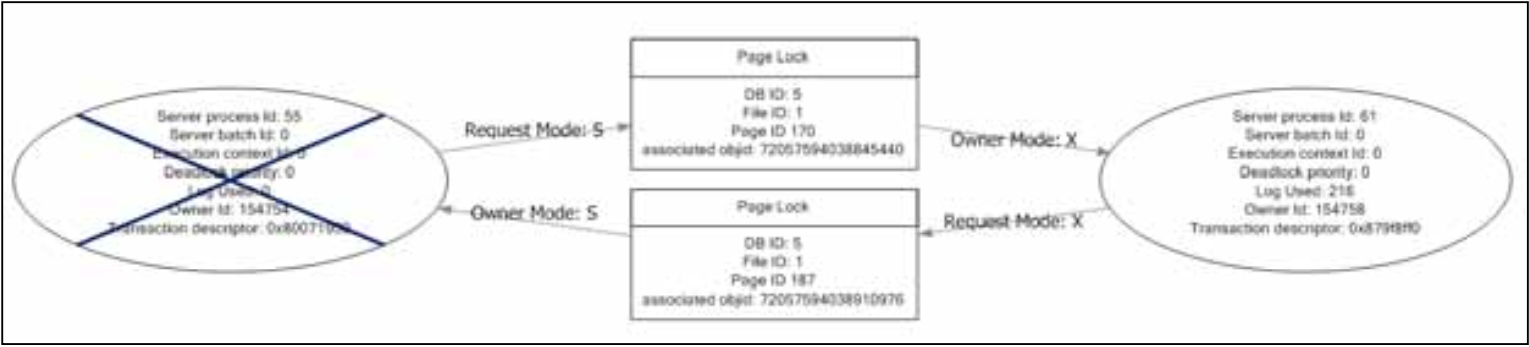 Server process Id: 55
Server batch Id: 0
Execution context Id: 0
Deadlock priority: 0
Log Used: 0
Owner Id: 154754
Transaction descriptor:
Request Mode: S
Owner Mode: S
Page Lock
DB ID: 5
File ID: 1
Page ID 170
associated objid: 72057594038845440
Page Lock
DB ID: 5
File ID: 1
Page ID 187
associated objid: 72057594038910976
Owner Mode: X
Request Mode: X
Server process Id: 61
Server batch Id: 0
Execution context Id: 0
Deadlock priority: 0
Log Used: 216
Owner Id: 154758
Transaction descriptor: 0x879f8ff0